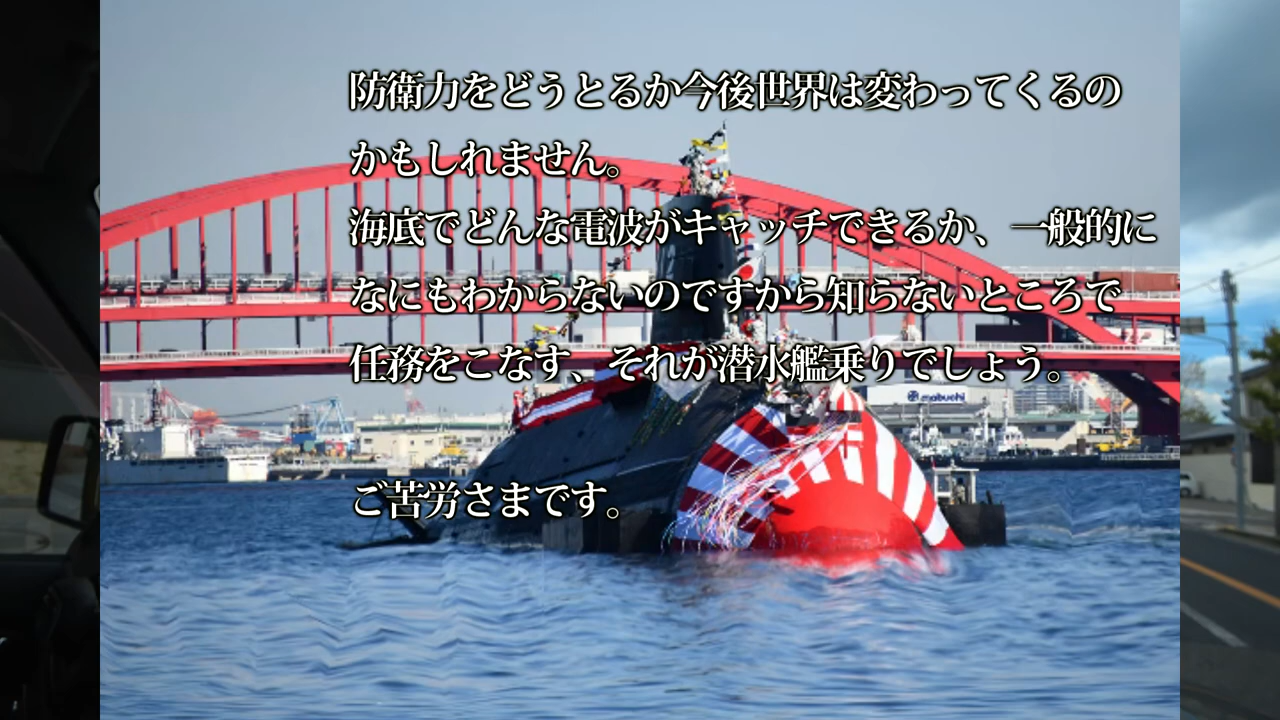 防衛力をどうとるか今後世界は変わってくるの
かもしれません。
海底でどんな電波がキャッチできるか、一般的に
なにもわからないのですから知らないところで
任務をこなす、それが潜水艦乗りでしょう。
ご苦労さまです。
mabuchi